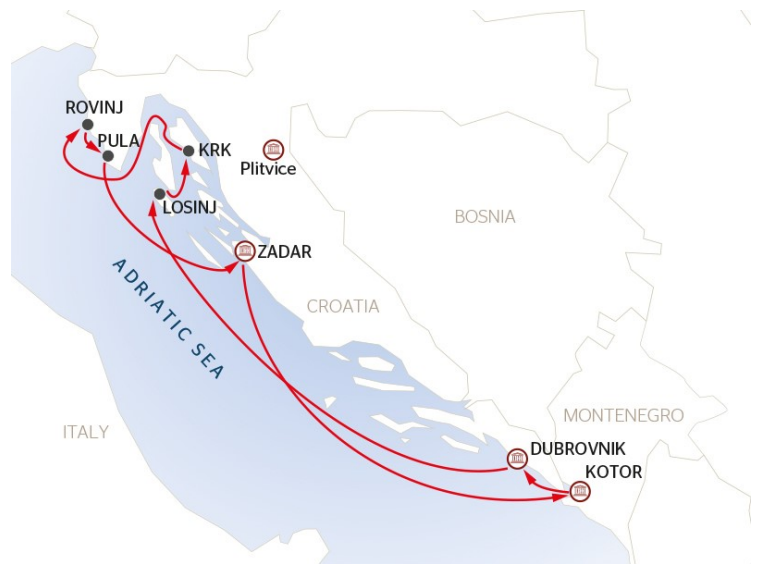 ROVINJ
PULA
KRK
Plitvice
LOSINJ
BOSNIA
ZADAR
ADRIATIC SEA
CROATIA
MONTENEGRO
ITALY
DUBROVNIK
KOTOR